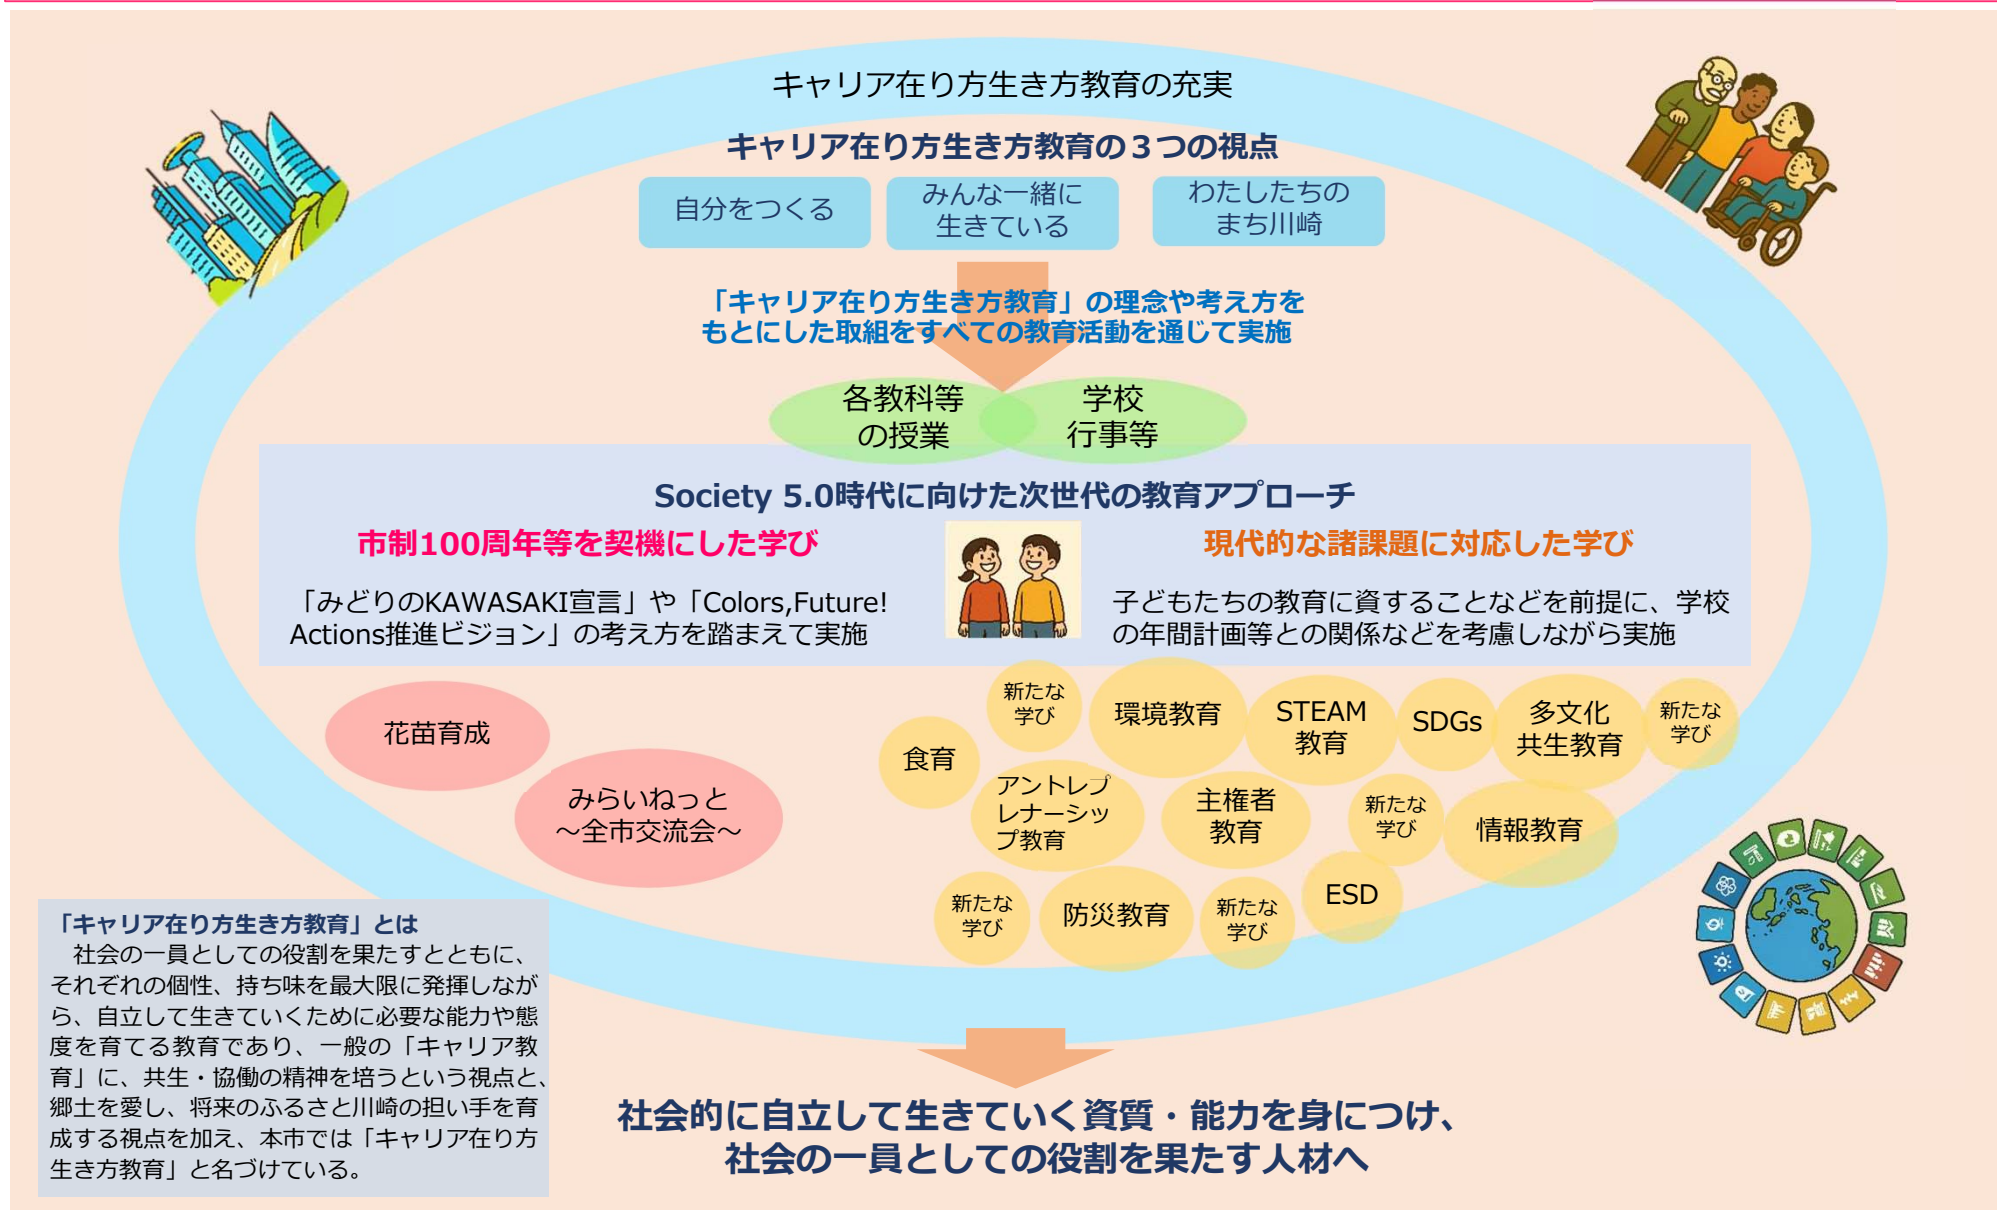 キャリア在り方生き方教育の充実
キャリア在り方生き方教育の３つの視点
自分をつくる
みんな一緒に
生きている
わたしたちの
まち川崎
「キャリア在り方生き方教育」の理念や考え方を
もとにした取組をすべての教育活動を通じて実施
各教科等
の授業
学校
行事等
Society 5.0時代に向けた次世代の教育アプローチ
市制100周年等を契機にした学び
「みどりのKAWASAKI宣言」や「Colors,Future!
Actions推進ビジョン」の考え方を踏まえて実施
現代的な諸課題に対応した学び
子どもたちの教育に資することなどを前提に、学校
の年間計画等との関係などを考慮しながら実施
花苗育成
みらいねっと
～全市交流会～
新たな
学び
環境教育
STEAM
教育
SDGs
多文化
共生教育
新たな
学び
食育
アントレプ
レナーシッ
プ教育
主権者
教育
新たな
学び
情報教育
新たな
学び
防災教育
新たな
学び
ESD
「キャリア在り方生き方教育」とは
　社会の一員としての役割を果たすとともに、
それぞれの個性、持ち味を最大限に発揮しなが
ら、自立して生きていくために必要な能力や態
度を育てる教育であり、一般の「キャリア教
育」に、共生・協働の精神を培うという視点と、
郷土を愛し、将来のふるさと川崎の担い手を育
成する視点を加え、本市では「キャリア在り方
生き方教育」と名づけている。
社会的に自立して生きていく資質・能力を身につけ、
社会の一員としての役割を果たす人材へ